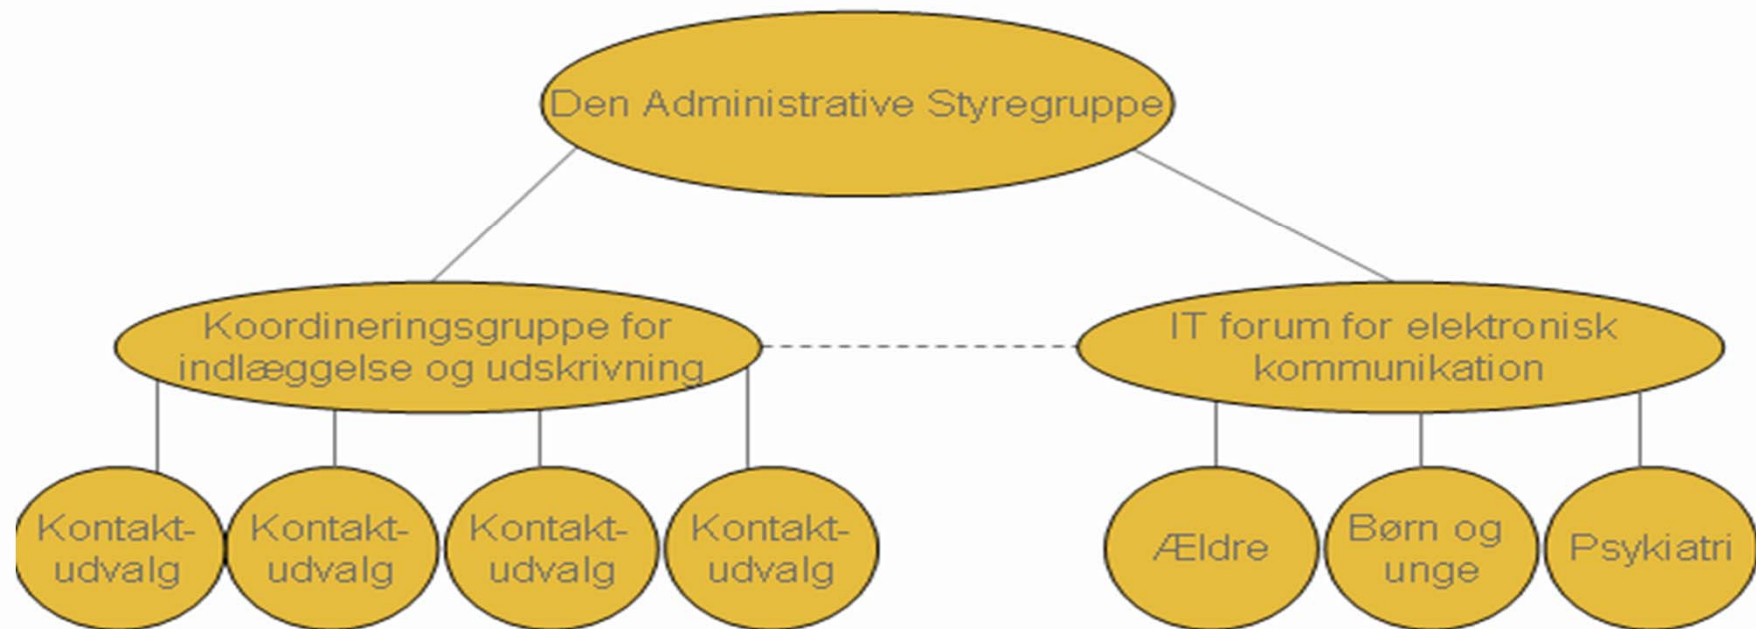 Den Administrative Styregruppe
Koordineringsgruppe for
indlæggelse og udskrivning
IT forum for elektronisk
kommunikation
Kontakt-
udvalg
Kontakt-
udvalg
Kontakt-
udvalg
Kontakt-
udvalg
Ældre
Børn og
unge
Psykiatri